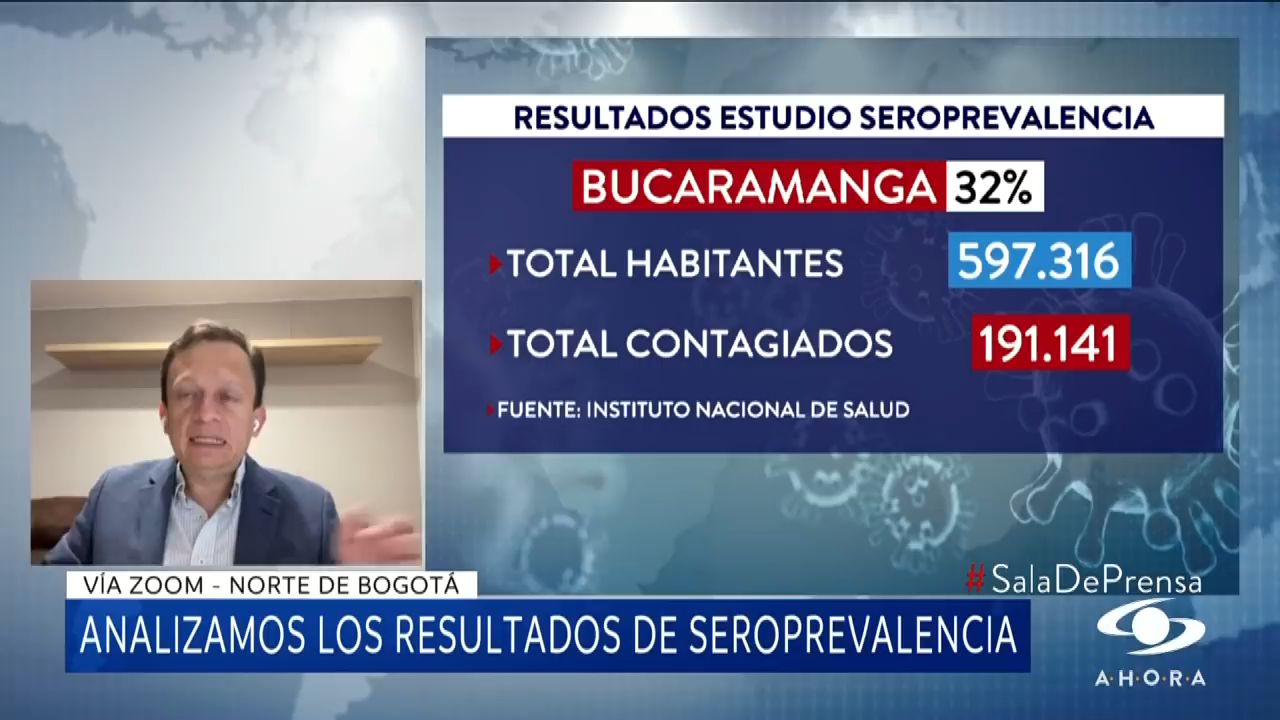 RESULTADOS ESTUDIO SEROPREVALENCIA
BUCARAMANGA 32%
TOTAL HABITANTES 597.316
TOTAL CONTAGIADOS 191.141
FUENTE: INSTITUTO NACIONAL DE SALUD
#SalaDePrensa
VÍA ZOOM - NORTE DE BOGOTÁ
ANALIZAMOS LOS RESULTADOS DE SEROPREVALENCIA
A·H·O·R·A